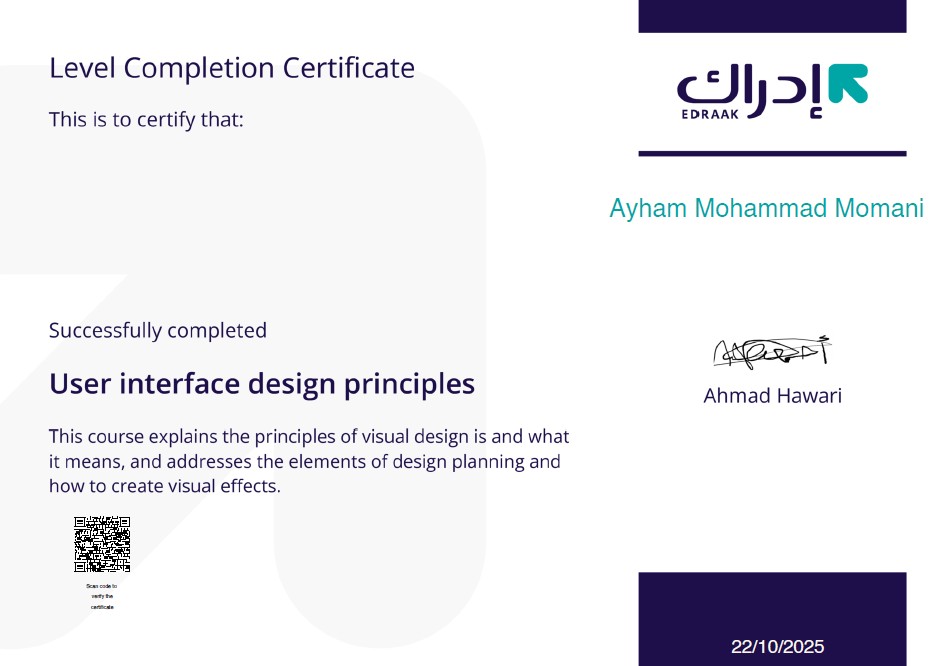 Level Completion Certificate
This is to certify that:
Successfully completed
User interface design principles
This course explains the principles of visual design is and what
it means, and addresses the elements of design planning and
how to create visual effects.
Scan code to
verify the
certificate
إدراك
EDRAAK
Ayham Mohammad Momani
Ahmad Hawari
22/10/2025